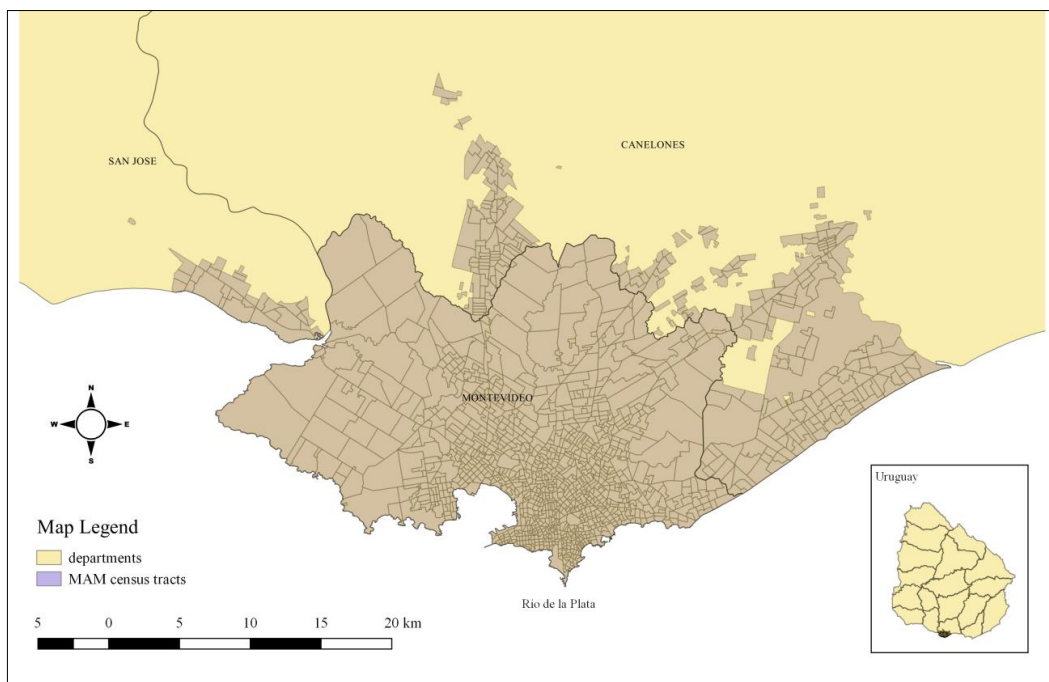 SAN JOSE
CANELONES
MONTEVIDEO
N
W E
S
Uruguay
Map Legend
departments
MAM census tracts
Rio de la Plata
5 0 5 10 15 20 km